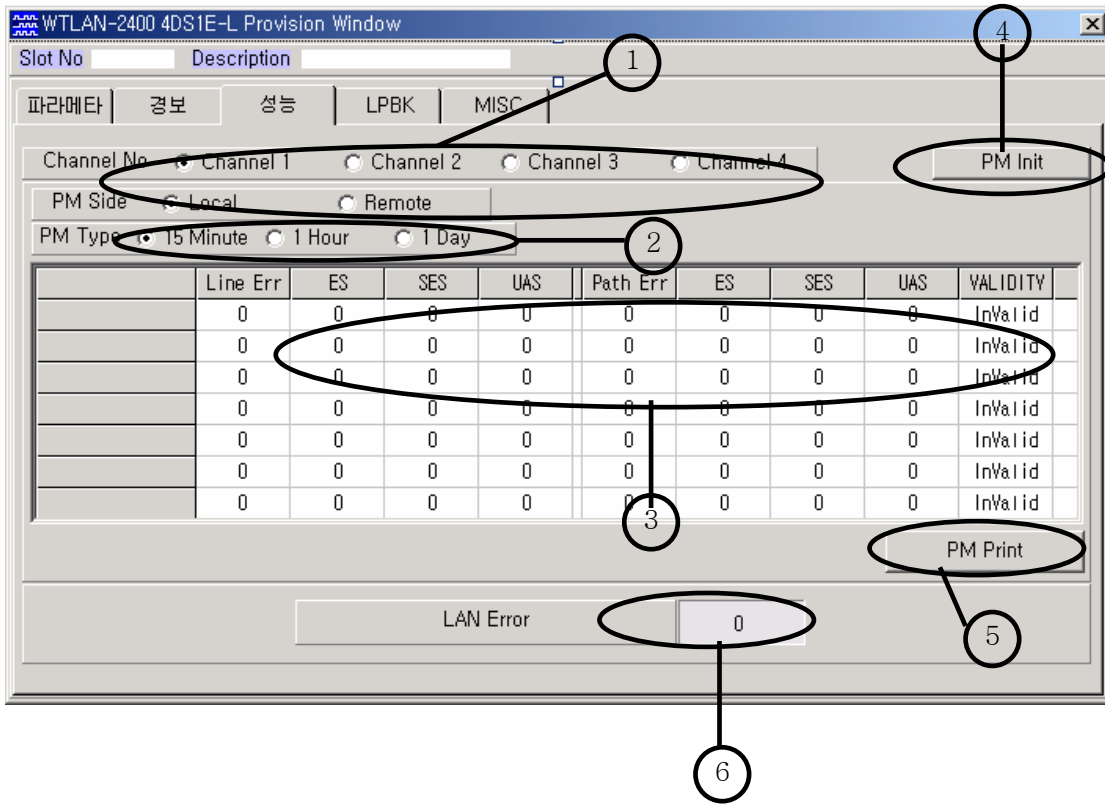 WTLAN-2400 4DS1E-L Provision Window
4
Slot No Description
1
파라메타 경보 성능 LPBK MISC
Channel No Channel 1 Channel 2 Channel 3 Channel 4 PM Init
PM Side Local Remote
PM Type 15 Minute 1 Hour 1 Day
2
Line Err ES SES UAS Path Err ES SES UAS VALIDITY
0 0 0 0 0 0 0 0 InValid
0 0 0 0 0 0 0 0 InValid
0 0 0 0 0 0 0 0 InValid
0 0 0 0 0 0 0 0 InValid
0 0 0 0 0 0 0 0 InValid
0 0 0 0 0 0 0 0 InValid
0 0 0 0 0 0 0 0 InValid
3
PM Print
LAN Error 0
5
6